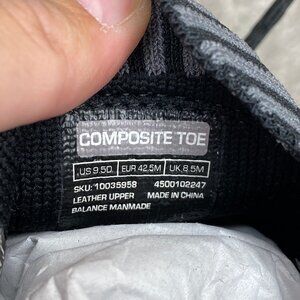 COMPOSITE TOE
US 9.5D EUR 42.5M UK 8.5M
SKU: 10035958 4500102247
LEATHER UPPER MADE IN CHINA
BALANCE MANMADE